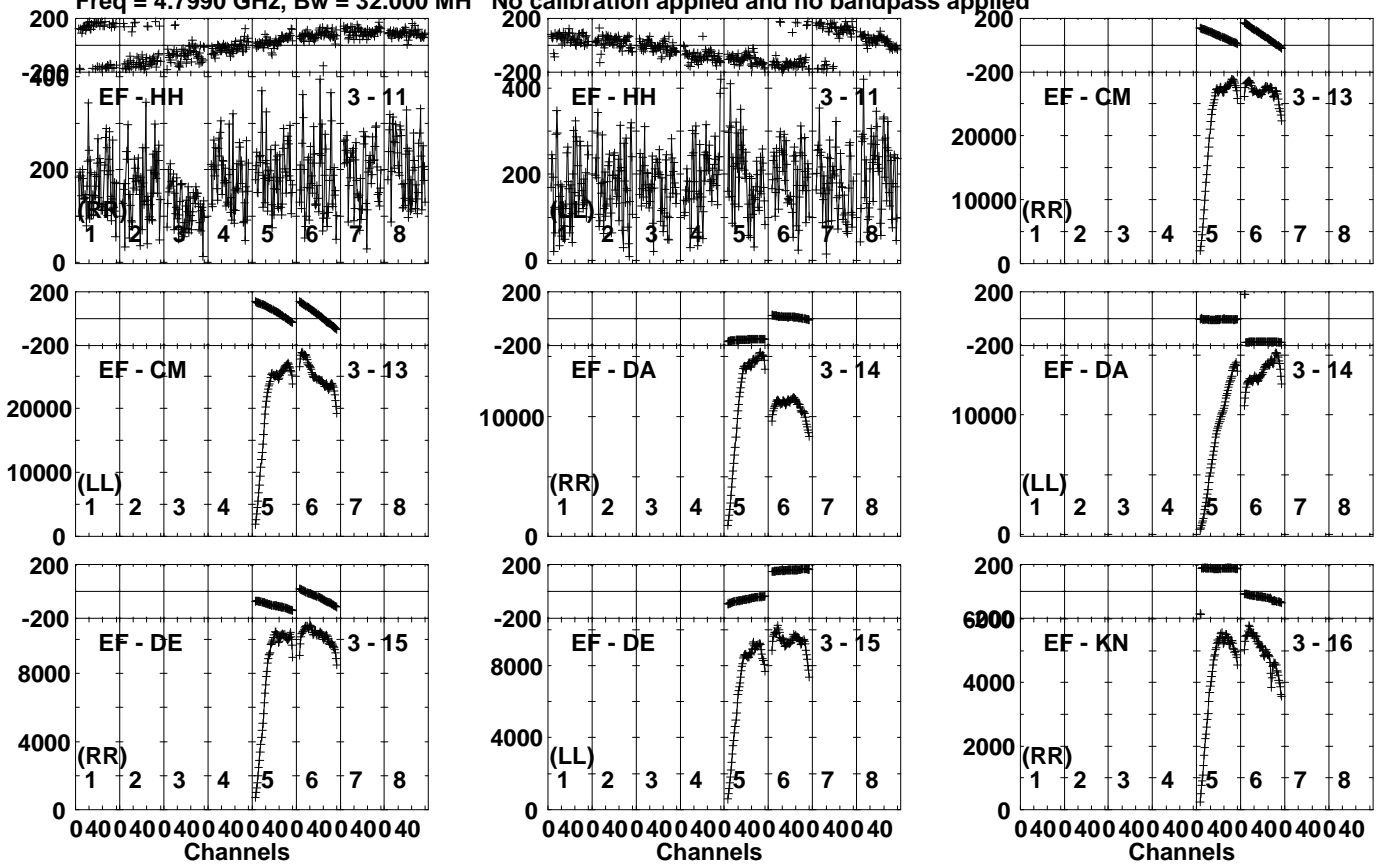 Freq = 4.7990 GHz, Bw = 32.000 MH No calibration applied and no bandpass applied
200 200 200
-200 -200 -200
400 400
EF - HH 3 - 11 EF - HH 3 - 11 EF - CM 3 - 13
20000
200 200
10000
(RR) (LL) (RR)
1 2 3 4 5 6 7 8 1 2 3 4 5 6 7 8 1 2 3 4 5 6 7 8
0 0 0
200 200 200
-200 -200 -200
EF - CM 3 - 13 EF - DA 3 - 14 EF - DA 3 - 14
20000 10000 10000
10000
(LL) (RR) (LL)
1 2 3 4 5 6 7 8 1 2 3 4 5 6 7 8 1 2 3 4 5 6 7 8
0 0 0
200 200 200
-200 -200 -200
6000
EF - DE 3 - 15 EF - DE 3 - 15 EF - KN 3 - 16
8000 8000 4000
4000 4000 2000
(RR) (LL) (RR)
1 2 3 4 5 6 7 8 1 2 3 4 5 6 7 8 1 2 3 4 5 6 7 8
0 0 0
0 40 0 40 0 40 0 40 0 40 0 40 0 40 0 40 0 40 0 40 0 40 0 40 0 40 0 40 0 40 0 40 0 40 0 40 0 40 0 40 0 40 0 40 0 40 0 40
Channels Channels Channels